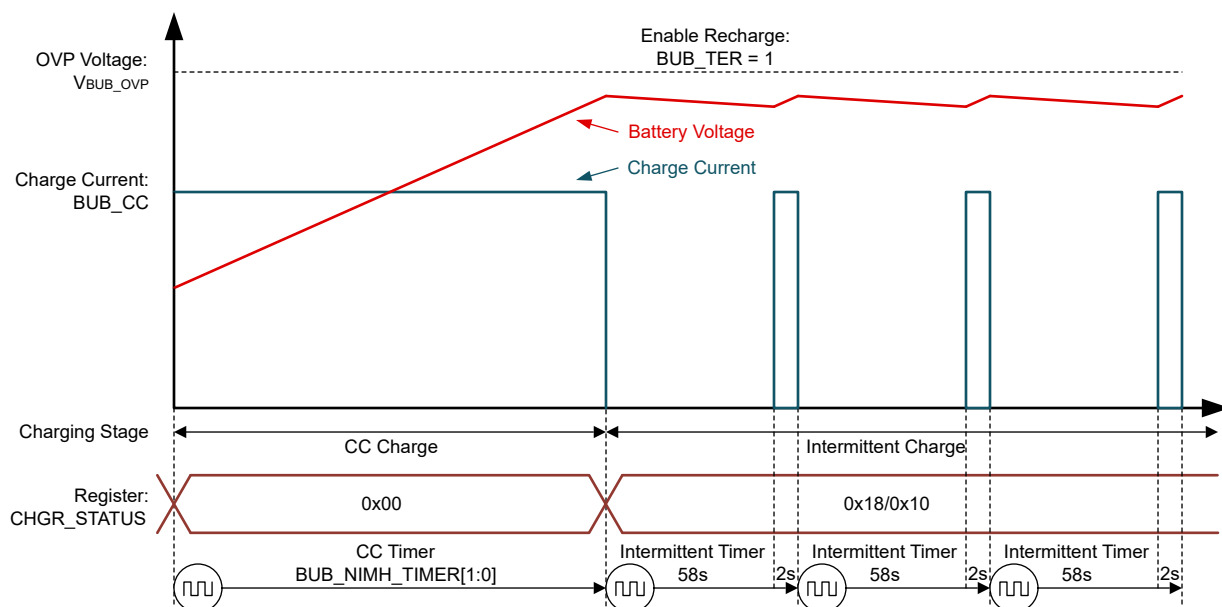 Enable Recharge:
BUB_TER = 1
OVP Voltage:
VBUB_OVP
Battery Voltage
Charge Current
Charge Current:
BUB_CC
Charging Stage
CC Charge
Intermittent Charge
Register:
CHGR_STATUS
0x00
0x18/0x10
CC Timer
BUB_NIMH_TIMER[1:0]
Intermittent Timer
58s
2s
Intermittent Timer
58s
2s
Intermittent Timer
58s
2s